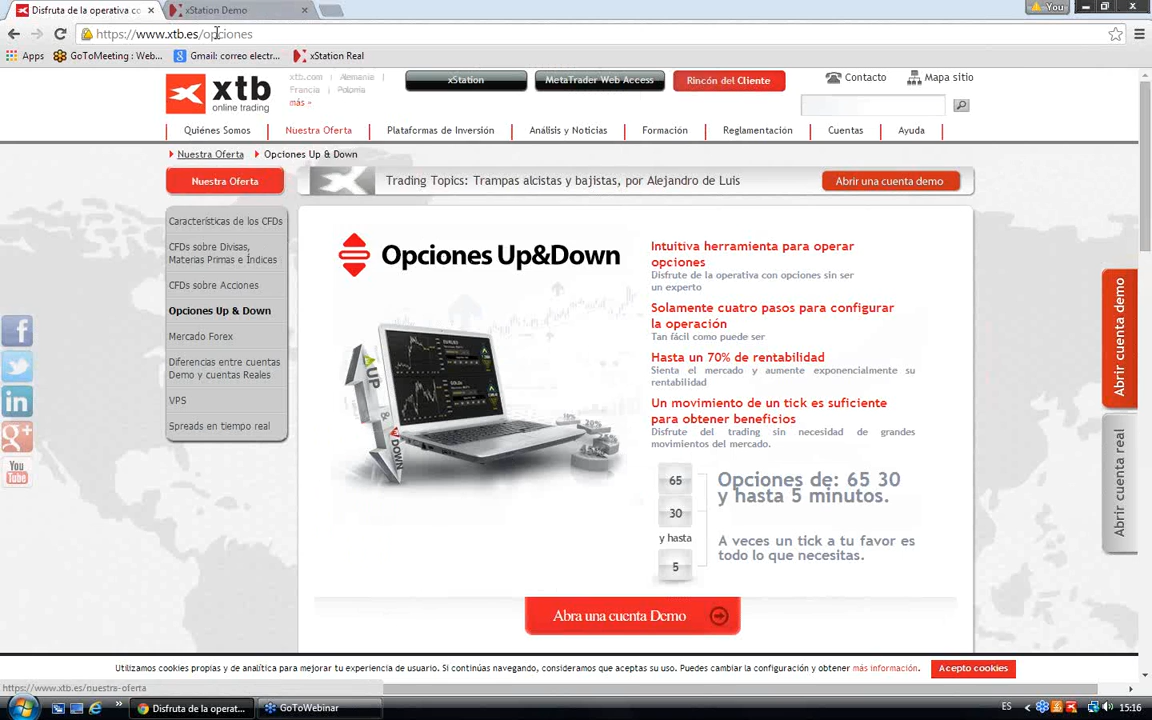 Disfruta de la operativa co
xStation Demo
You
https://www.xtb.es/opciones
Apps
GoToMeeting : Web...
Gmail: correo electr...
xStation Real
xtb
online trading
xtb.com | Alemania |
Francia | Polonia
más »
xStation
MetaTrader Web Access
Rincón del Cliente
Contacto
Mapa sitio
Quiénes Somos
Nuestra Oferta
Plataformas de Inversión
Análisis y Noticias
Formación
Reglamentación
Cuentas
Ayuda
Nuestra Oferta
Opciones Up & Down
Nuestra Oferta
Trading Topics: Trampas alcistas y bajistas, por Alejandro de Luis
Abrir una cuenta demo
Características de los CFDs
CFDs sobre Divisas,
Materias Primas e Índices
CFDs sobre Acciones
Opciones Up & Down
Mercado Forex
Diferencias entre cuentas
Demo y cuentas Reales
VPS
Spreads en tiempo real
Opciones Up&Down
UP
&
DOWN
Intuitiva herramienta para operar
opciones
Disfrute de la operativa con opciones sin ser
un experto
Solamente cuatro pasos para configurar
la operación
Tan fácil como puede ser
Hasta un 70% de rentabilidad
Sienta el mercado y aumente exponencialmente su
rentabilidad
Un movimiento de un tick es suficiente
para obtener beneficios
Disfrute del trading sin necesidad de grandes
movimientos del mercado.
65
30
y hasta
5
Opciones de: 65 30
y hasta 5 minutos.
A veces un tick a tu favor es
todo lo que necesitas.
Abra una cuenta Demo
Abrir cuenta demo
Abrir cuenta real
You
Tube
Utilizamos cookies propias y de analítica para mejorar tu experiencia de usuario. Si continúas navegando, consideramos que aceptas su uso. Puedes cambiar la configuración y obtener más información.
Acepto cookies
https://www.xtb.es/nuestra-oferta
Disfruta de la operat...
GoToWebinar
ES
15:16